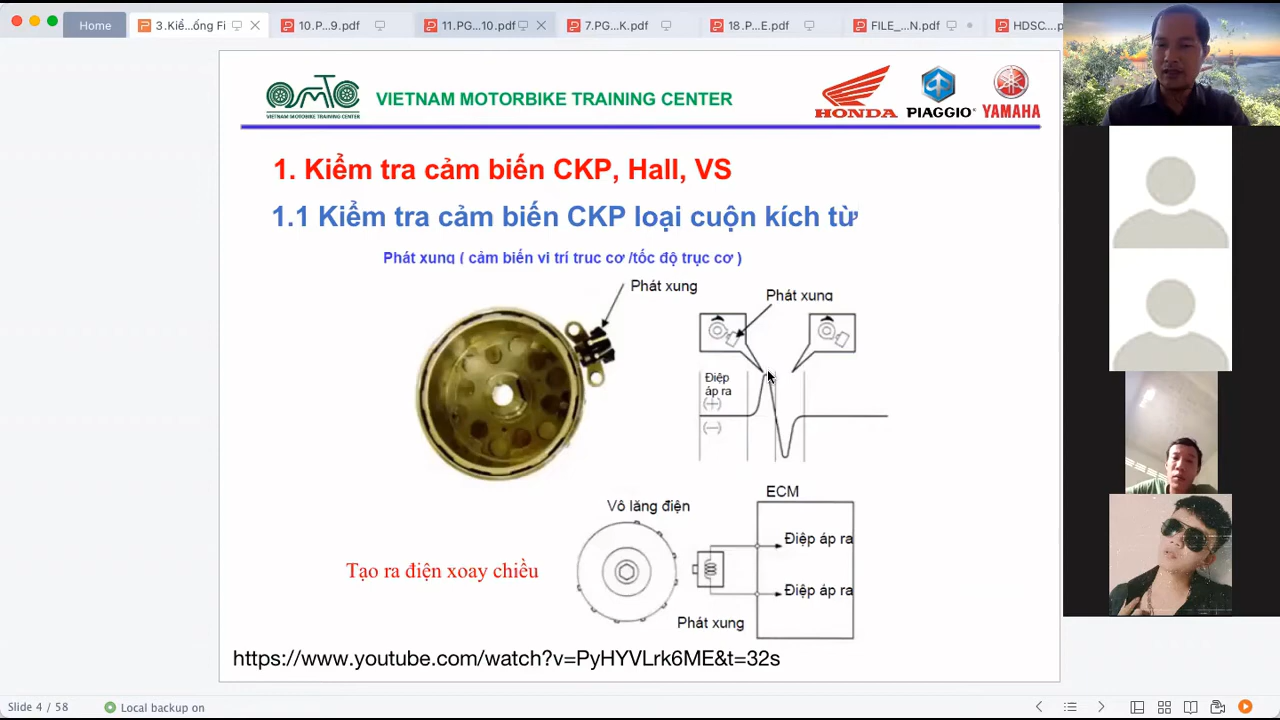 Home
3.Kiể...ống Fi
10.P...9.pdf
11.PG...10.pdf
7.PG...K.pdf
18.P...E.pdf
FILE_...N.pdf
HDSC....p
VIETNAM MOTORBIKE TRAINING CENTER
VIETNAM MOTORBIKE TRAINING CENTER
HONDA
PIAGGIO
YAMAHA
1. Kiểm tra cảm biến CKP, Hall, VS
1.1 Kiểm tra cảm biến CKP loại cuộn kích từ
Phát xung ( cảm biến vị trí trục cơ /tốc độ trục cơ )
Phát xung
Phát xung
Điệp
áp ra
(+)
(—)
ECM
Vô lăng điện
Điệp áp ra
Tạo ra điện xoay chiều
Điệp áp ra
Phát xung
https://www.youtube.com/watch?v=PyHYVLrk6ME&t=32s
Slide 4 / 58
Local backup on